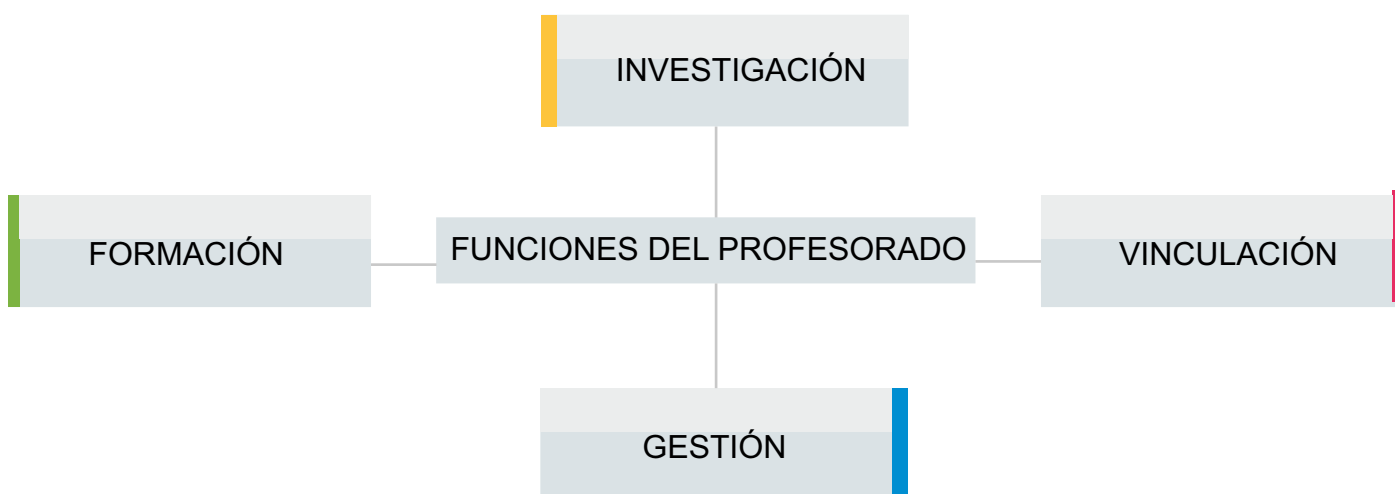 INVESTIGACIÓN
FORMACIÓN
FUNCIONES DEL PROFESORADO
VINCULACIÓN
GESTIÓN